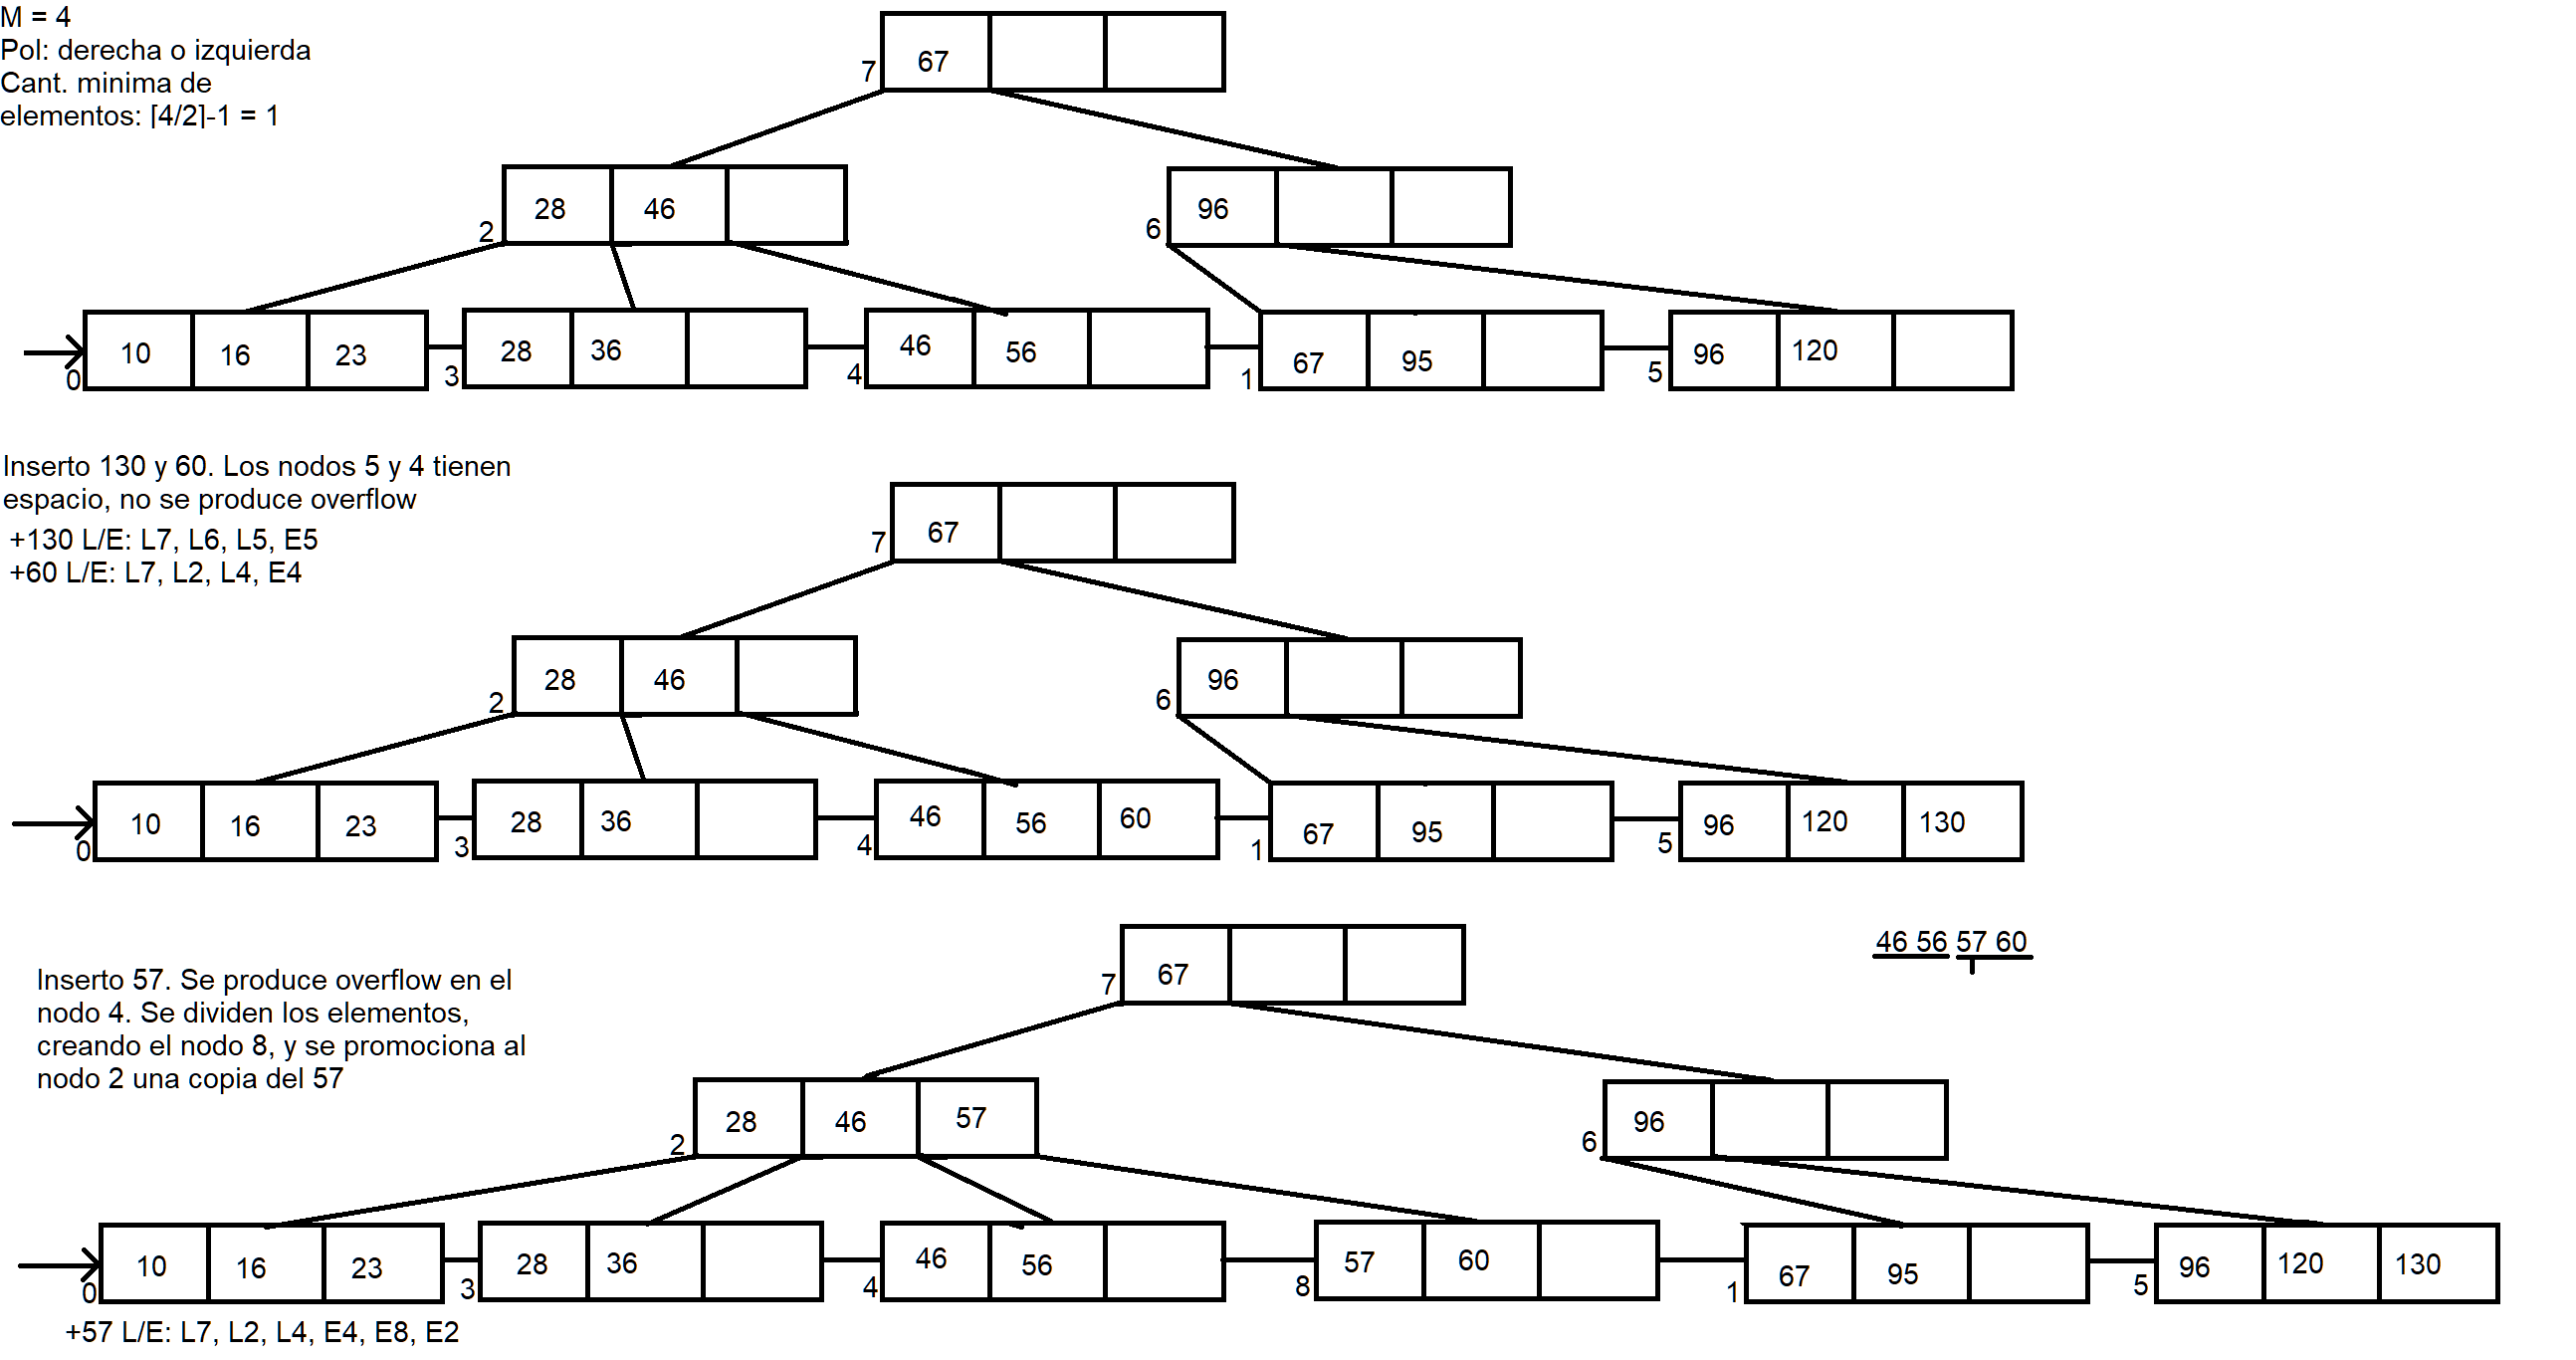 M = 4
Pol: derecha o izquierda
Cant. minima de
elementos: ⌈4/2⌉-1 = 1
7 67
2 28 46
6 96
0 10 16 23
3 28 36
4 46 56
1 67 95
5 96 120
Inserto 130 y 60. Los nodos 5 y 4 tienen
espacio, no se produce overflow
+130 L/E: L7, L6, L5, E5
+60 L/E: L7, L2, L4, E4
7 67
2 28 46
6 96
0 10 16 23
3 28 36
4 46 56 60
1 67 95
5 96 120 130
46 56 57 60
Inserto 57. Se produce overflow en el
nodo 4. Se dividen los elementos,
creando el nodo 8, y se promociona al
nodo 2 una copia del 57
7 67
2 28 46 57
6 96
0 10 16 23
3 28 36
4 46 56
8 57 60
1 67 95
5 96 120 130
+57 L/E: L7, L2, L4, E4, E8, E2